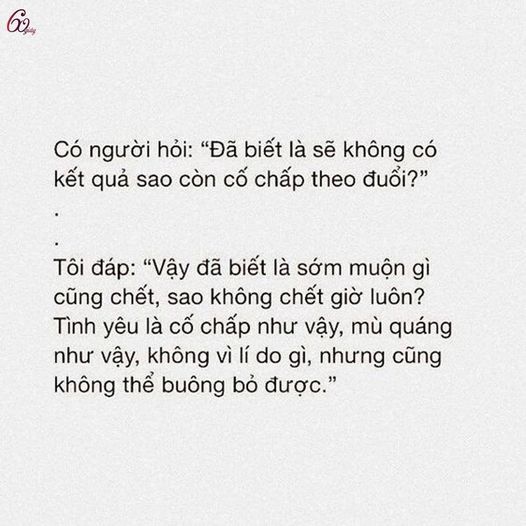 60giây
Có người hỏi: “Đã biết là sẽ không có
kết quả sao còn cố chấp theo đuổi?”
.
.
Tôi đáp: “Vậy đã biết là sớm muộn gì
cũng chết, sao không chết giờ luôn?
Tình yêu là cố chấp như vậy, mù quáng
như vậy, không vì lí do gì, nhưng cũng
không thể buông bỏ được.”